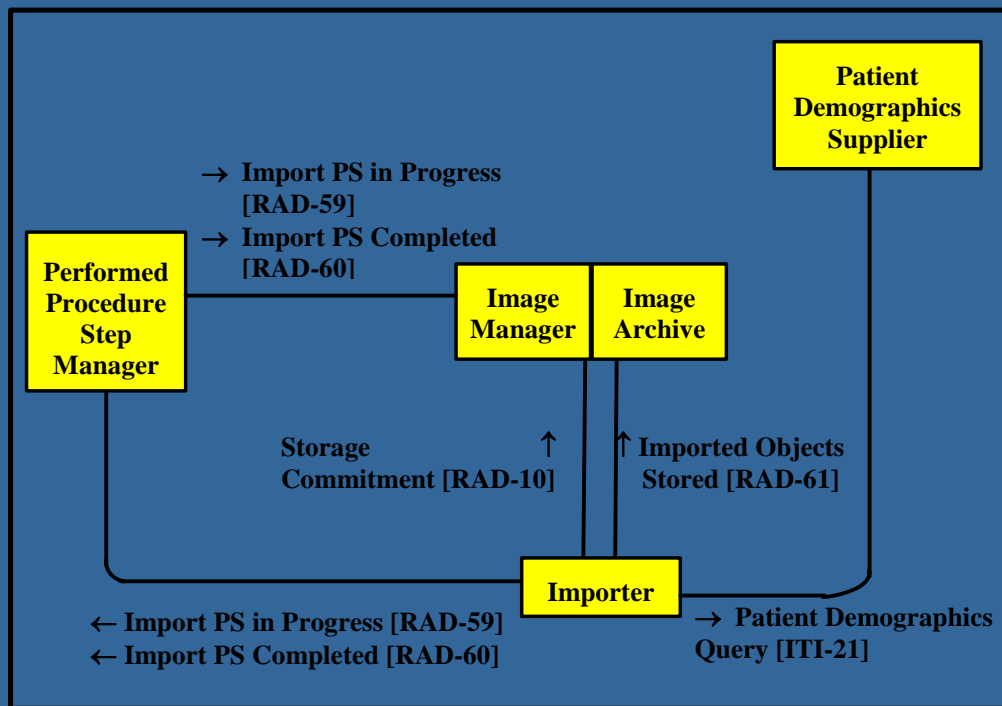 Patient
Demographics
Supplier
→ Import PS in Progress
[RAD-59]
→ Import PS Completed
[RAD-60]
Performed
Procedure
Step
Manager
Image
Manager
Image
Archive
Storage ↑
Commitment [RAD-10]
↑ Imported Objects
Stored [RAD-61]
Importer
← Import PS in Progress [RAD-59]
← Import PS Completed [RAD-60]
→ Patient Demographics
Query [ITI-21]